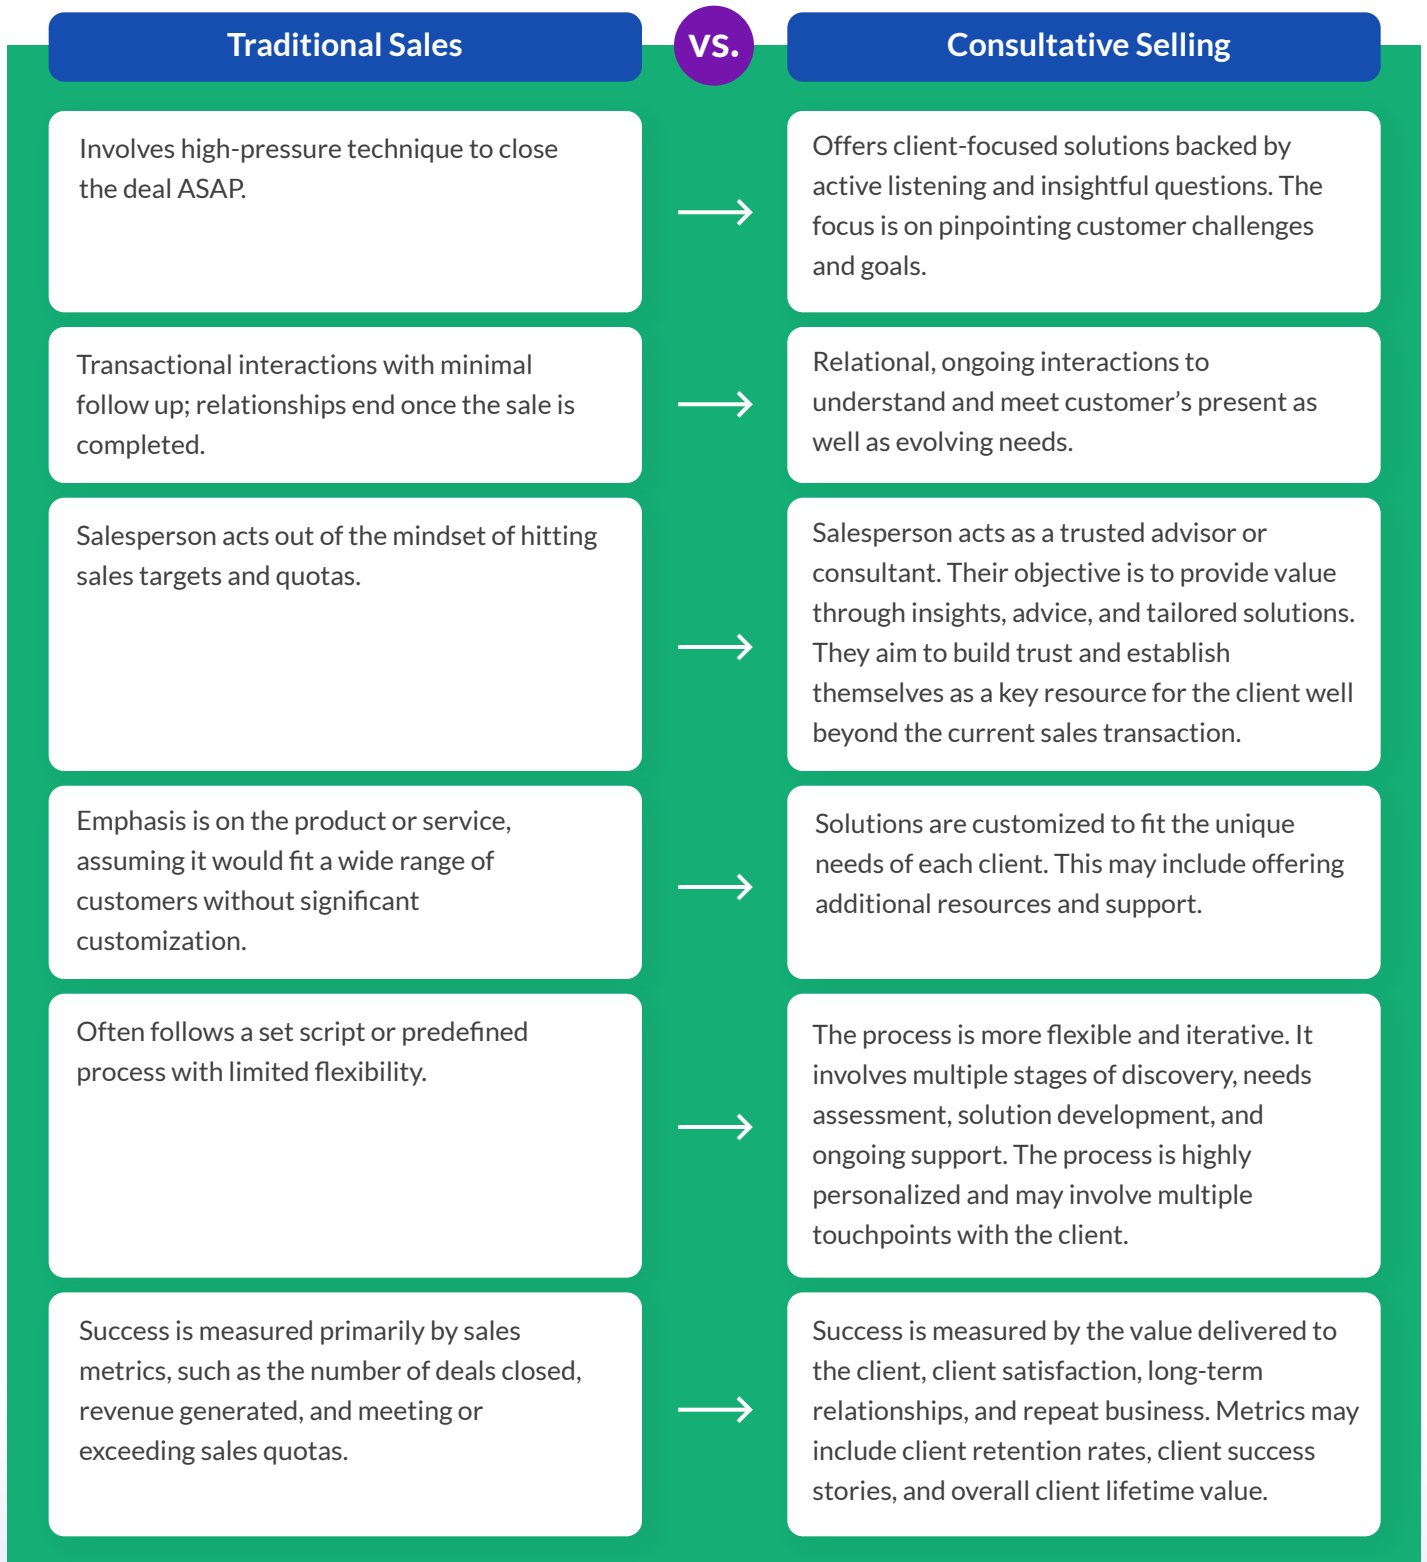 Traditional Sales
vs.
Consultative Selling
Involves high-pressure technique to close
the deal ASAP.
Offers client-focused solutions backed by
active listening and insightful questions. The
focus is on pinpointing customer challenges
and goals.
Transactional interactions with minimal
follow up; relationships end once the sale is
completed.
Relational, ongoing interactions to
understand and meet customer’s present as
well as evolving needs.
Salesperson acts out of the mindset of hitting
sales targets and quotas.
Salesperson acts as a trusted advisor or
consultant. Their objective is to provide value
through insights, advice, and tailored solutions.
They aim to build trust and establish
themselves as a key resource for the client well
beyond the current sales transaction.
Emphasis is on the product or service,
assuming it would fit a wide range of
customers without significant
customization.
Solutions are customized to fit the unique
needs of each client. This may include offering
additional resources and support.
Often follows a set script or predefined
process with limited flexibility.
The process is more flexible and iterative. It
involves multiple stages of discovery, needs
assessment, solution development, and
ongoing support. The process is highly
personalized and may involve multiple
touchpoints with the client.
Success is measured primarily by sales
metrics, such as the number of deals closed,
revenue generated, and meeting or
exceeding sales quotas.
Success is measured by the value delivered to
the client, client satisfaction, long-term
relationships, and repeat business. Metrics may
include client retention rates, client success
stories, and overall client lifetime value.